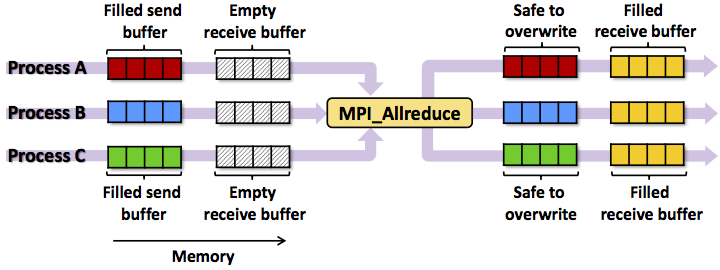 Filled send
buffer
Empty
receive buffer
Safe to
overwrite
Filled
receive buffer
Process A
Process B
MPI_Allreduce
Process C
Filled send
buffer
Empty
receive buffer
Safe to
overwrite
Filled
receive buffer
Memory